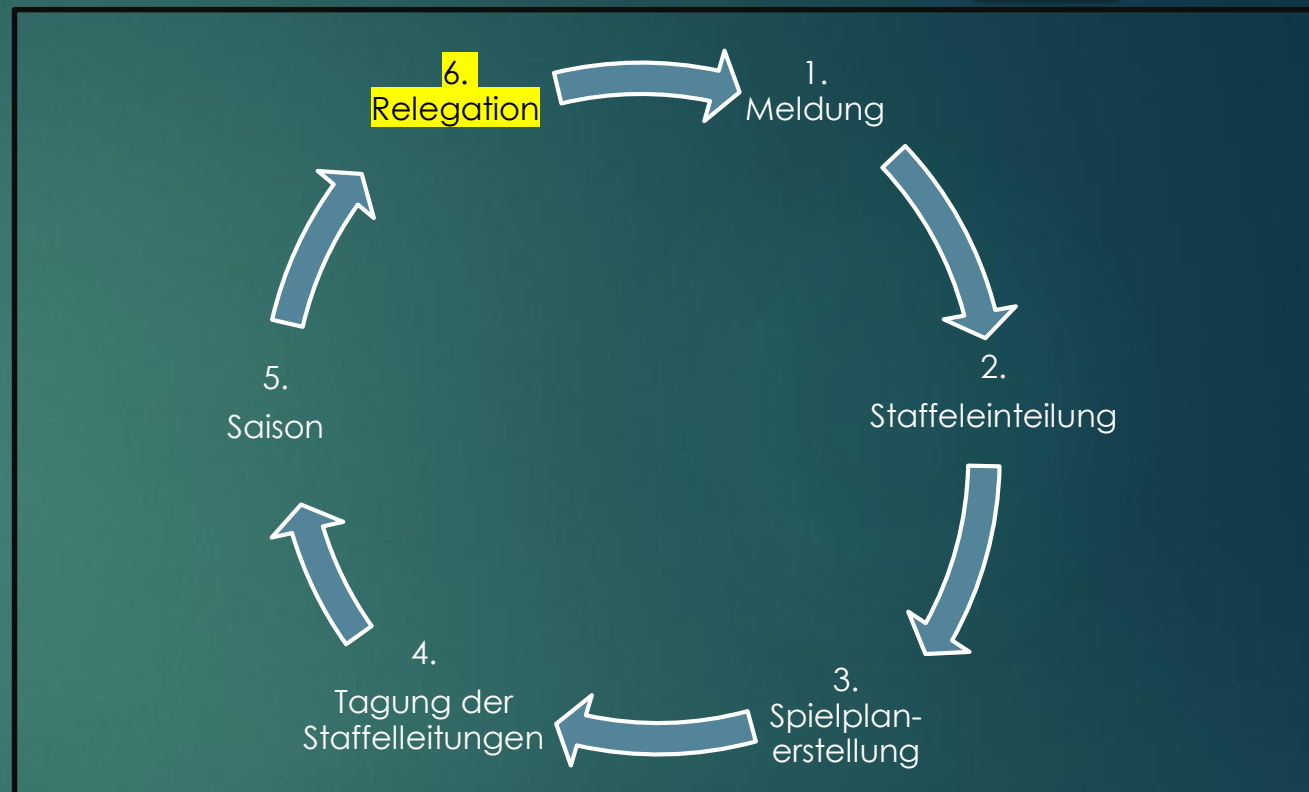 6.
Relegation
1.
Meldung
2.
Staffeleinteilung
3.
Spielplan-
erstellung
4.
Tagung der
Staffelleitungen
5.
Saison